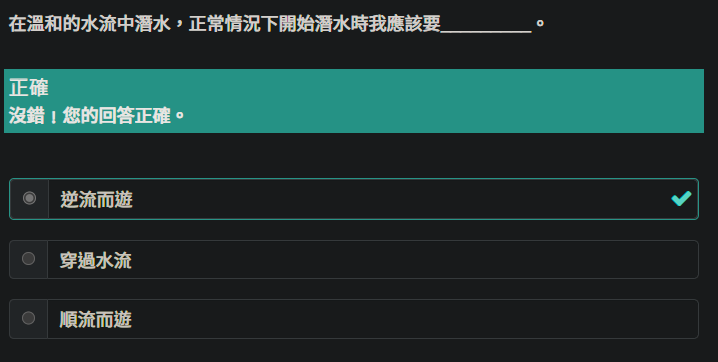 在溫和的水流中潛水，正常情況下開始潛水時我應該要__________。
正確
沒錯！您的回答正確。
逆流而遊
穿過水流
順流而遊